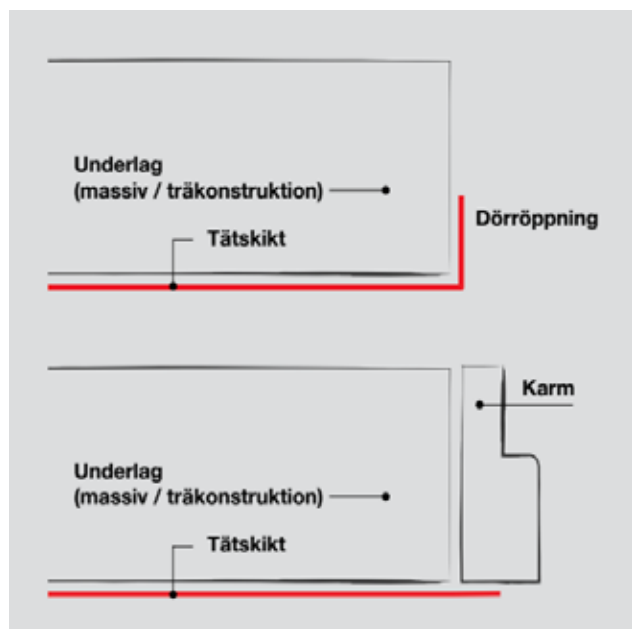 Underlag
(massiv / träkonstruktion)
Dörröppning
Tätskikt
Karm
Underlag
(massiv / träkonstruktion)
Tätskikt